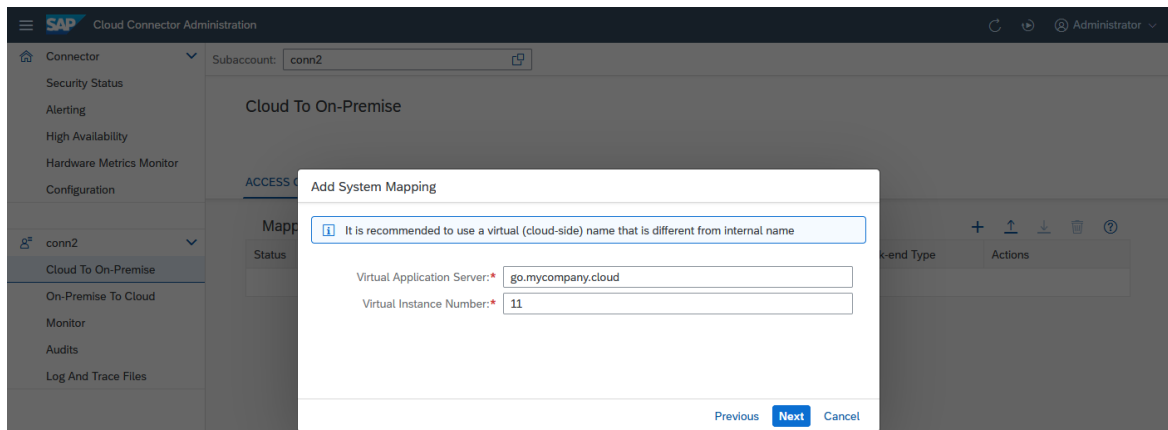 SAP Cloud Connector Administration Administrator
Connector
Security Status
Alerting
High Availability
Hardware Metrics Monitor
Configuration
conn2
Cloud To On-Premise
On-Premise To Cloud
Monitor
Audits
Log And Trace Files
Subaccount: conn2
Cloud To On-Premise
ACCESS
Mapp
Status k-end Type Actions
Add System Mapping
It is recommended to use a virtual (cloud-side) name that is different from internal name
Virtual Application Server:* go.mycompany.cloud
Virtual Instance Number:* 11
Previous Next Cancel